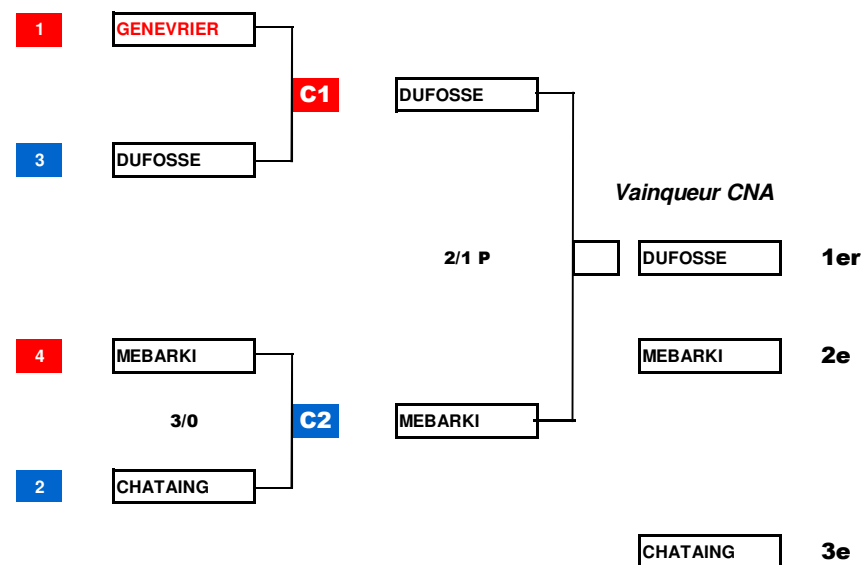 1 GENEVRIER
C1 DUFOSSE
3 DUFOSSE
Vainqueur CNA
2/1 P DUFOSSE 1er
4 MEBARKI MEBARKI 2e
3/0 C2 MEBARKI
2 CHATAING
CHATAING 3e